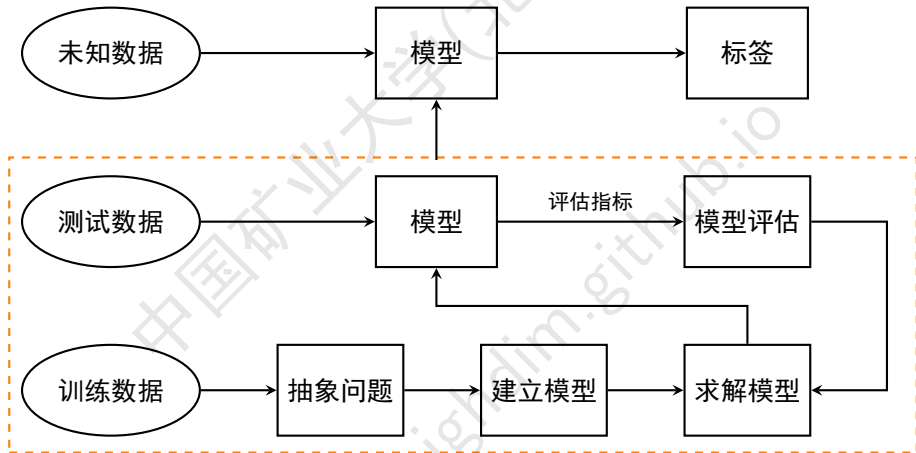 未知数据
模型
标签
测试数据
模型
评估指标
模型评估
训练数据
抽象问题
建立模型
求解模型
中国矿业大学(北
ighdim.github.io